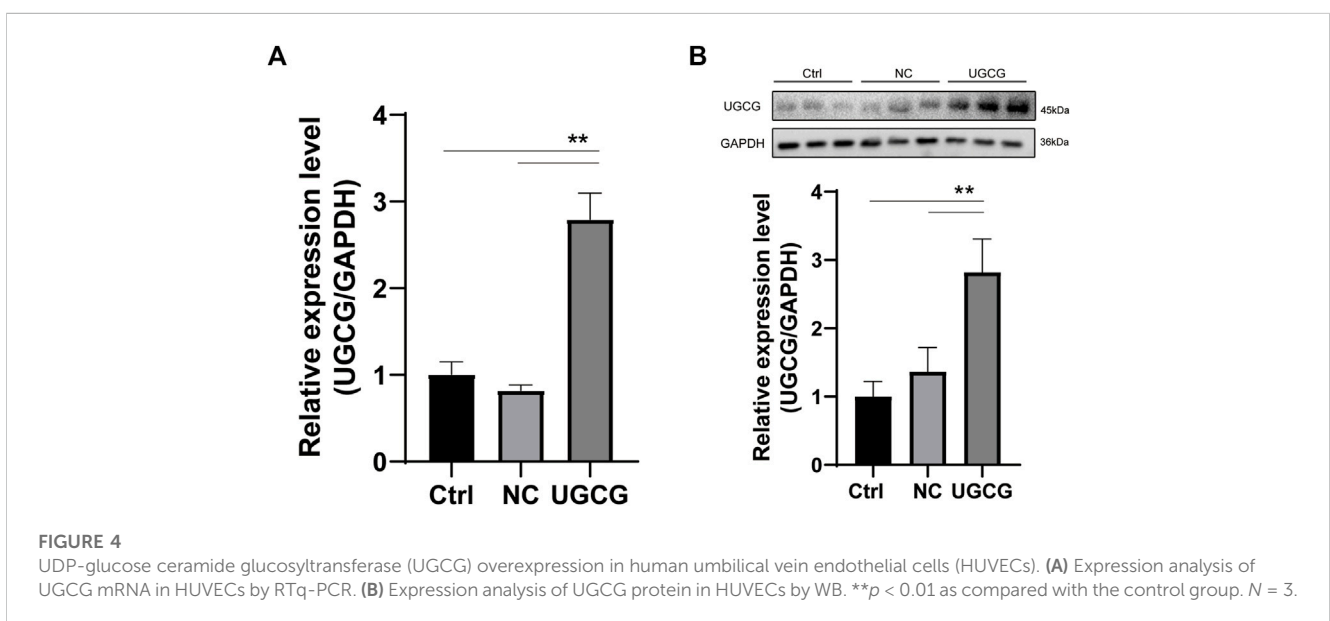 A
Relative expression level
(UGCG/GAPDH)
4
3
2
1
0
**
Ctrl NC UGCG
B
Ctrl NC UGCG
UGCG 45kDa
GAPDH 36kDa
Relative expression level
(UGCG/GAPDH)
4
3
2
1
0
**
Ctrl NC UGCG
FIGURE 4
UDP-glucose ceramide glucosyltransferase (UGCG) overexpression in human umbilical vein endothelial cells (HUVECs). (A) Expression analysis of
UGCG mRNA in HUVECs by RTq-PCR. (B) Expression analysis of UGCG protein in HUVECs by WB. **p < 0.01 as compared with the control group. N = 3.